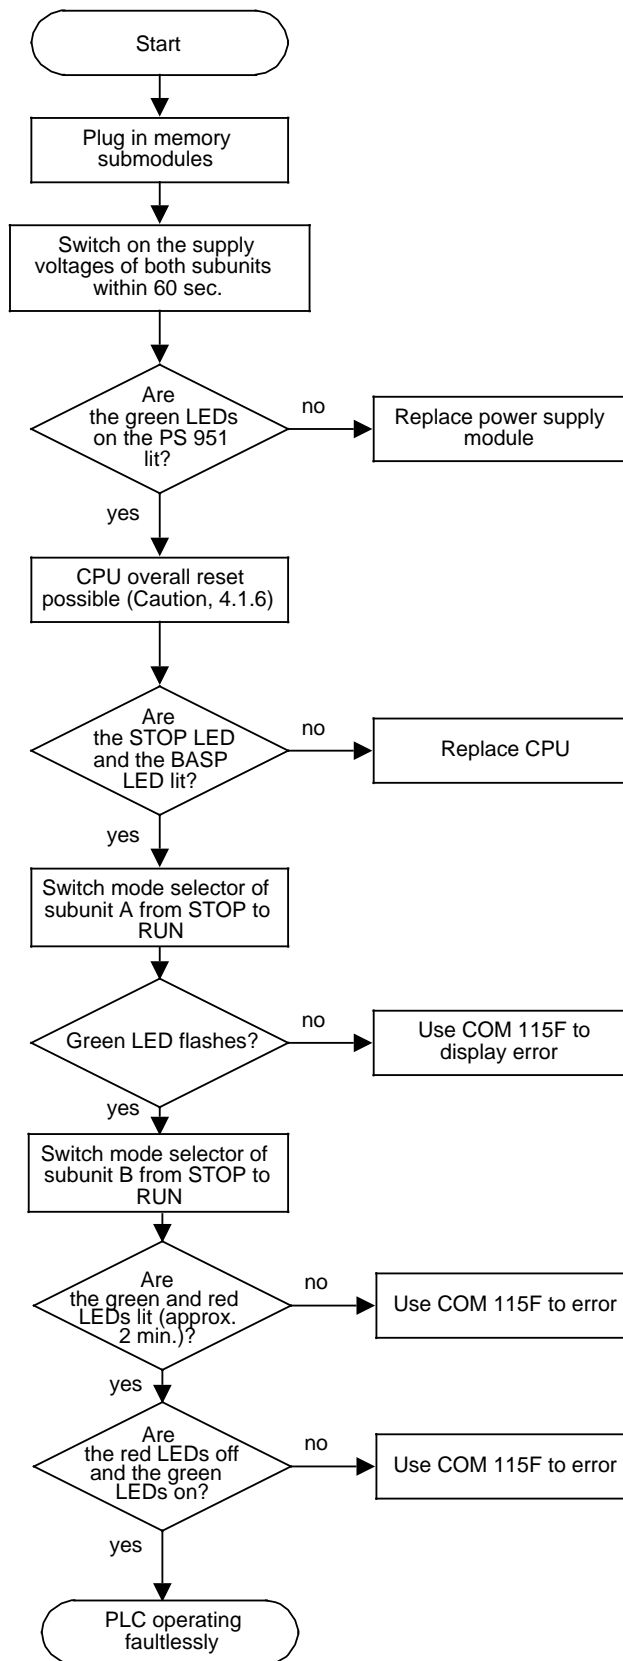 Start
Plug in memory
submodules
Switch on the supply
voltages of both subunits
within 60 sec.
Are
the green LEDs
on the PS 951
lit?
no
Replace power supply
module
yes
CPU overall reset
possible (Caution, 4.1.6)
Are
the STOP LED
and the BASP
LED lit?
no
Replace CPU
yes
Switch mode selector of
subunit A from STOP to
RUN
Green LED flashes?
no
Use COM 115F to
display error
yes
Switch mode selector of
subunit B from STOP to
RUN
Are
the green and red
LEDs lit (approx.
2 min.)?
no
Use COM 115F to error
yes
Are
the red LEDs off
and the green
LEDs on?
no
Use COM 115F to error
yes
PLC operating
faultlessly